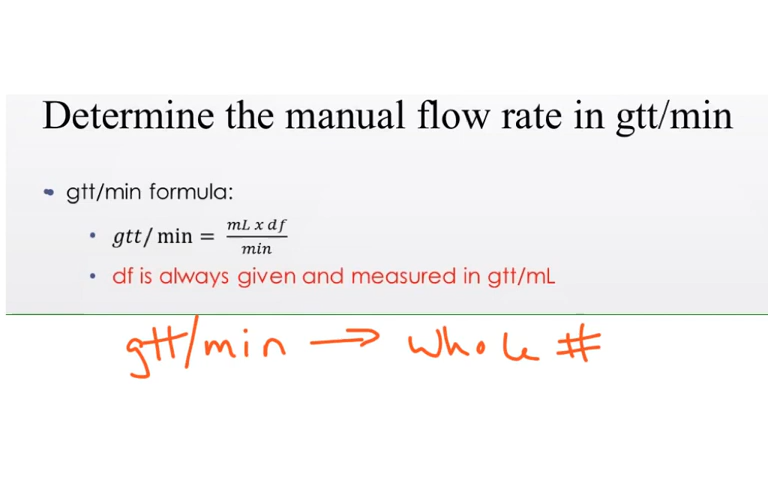 Determine the manual flow rate in gtt/min
• gtt/min formula:
• gtt/min = mL x df / min
• df is always given and measured in gtt/mL
gtt/min → whole #